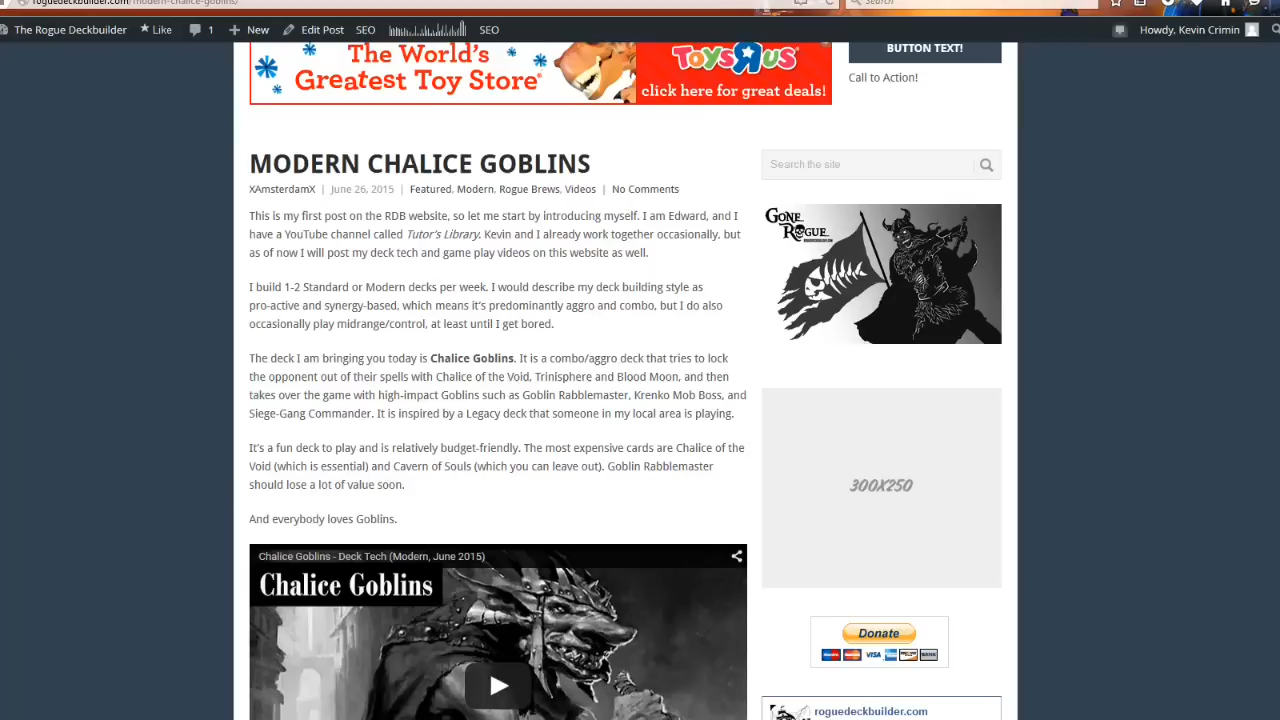 roguedeckbuilder.com/modern-chalice-goblins/
Search
The Rogue Deckbuilder
Like
1
New
Edit Post
SEO
SEO
Howdy, Kevin Crimin
The World's
Greatest Toy Store®
ToysRUs
click here for great deals!
BUTTON TEXT!
Call to Action!
MODERN CHALICE GOBLINS
XAmsterdamX | June 26, 2015 | Featured, Modern, Rogue Brews, Videos | No Comments
This is my first post on the RDB website, so let me start by introducing myself. I am Edward, and I
have a YouTube channel called Tutor's Library. Kevin and I already work together occasionally, but
as of now I will post my deck tech and game play videos on this website as well.
I build 1-2 Standard or Modern decks per week. I would describe my deck building style as
pro-active and synergy-based, which means it's predominantly aggro and combo, but I do also
occasionally play midrange/control, at least until I get bored.
The deck I am bringing you today is Chalice Goblins. It is a combo/aggro deck that tries to lock
the opponent out of their spells with Chalice of the Void, Trinisphere and Blood Moon, and then
takes over the game with high-impact Goblins such as Goblin Rabblemaster, Krenko Mob Boss, and
Siege-Gang Commander. It is inspired by a Legacy deck that someone in my local area is playing.
It's a fun deck to play and is relatively budget-friendly. The most expensive cards are Chalice of the
Void (which is essential) and Cavern of Souls (which you can leave out). Goblin Rabblemaster
should lose a lot of value soon.
And everybody loves Goblins.
Chalice Goblins - Deck Tech (Modern, June 2015)
Chalice Goblins
Search the site
GONE
ROGUE
300X250
Donate
VISA
BANK
roguedeckbuilder.com